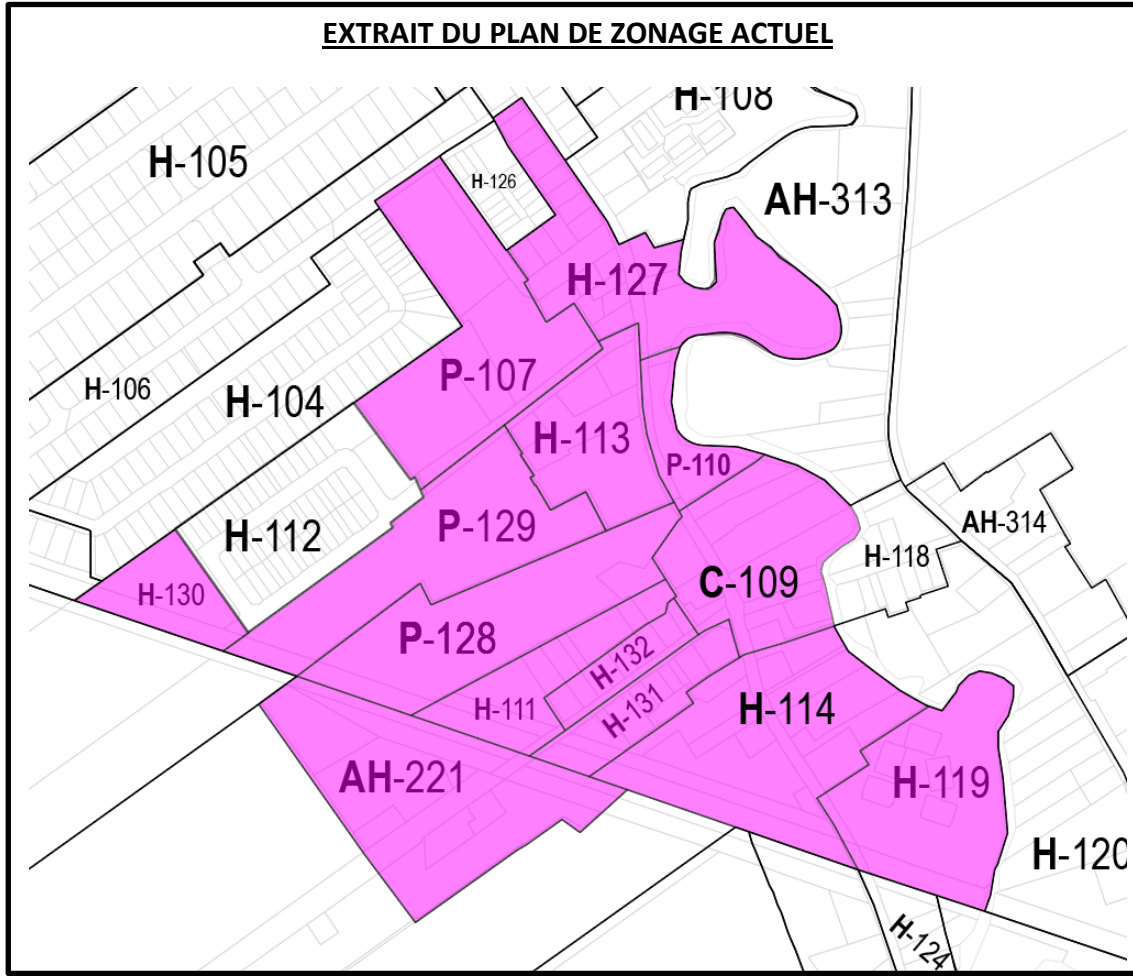 EXTRAIT DU PLAN DE ZONAGE ACTUEL
H-108
H-105
H-126
AH-313
H-127
P-107
H-106
H-104
H-113
P-110
H-112
P-129
AH-314
H-118
C-109
H-130
P-128
H-132
H-111
H-131
H-114
AH-221
H-119
H-120
H-124